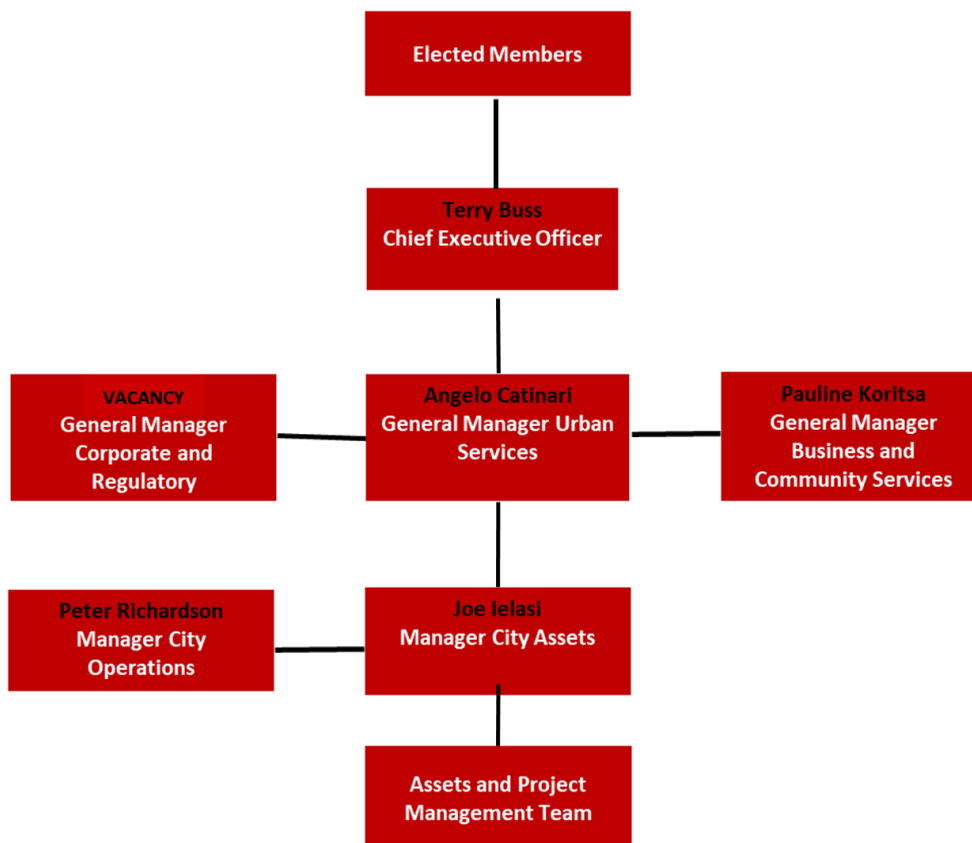 Elected Members
Terry Buss
Chief Executive Officer
VACANCY
General Manager
Corporate and
Regulatory
Angelo Catinari
General Manager Urban
Services
Pauline Koritsa
General Manager
Business and
Community Services
Peter Richardson
Manager City
Operations
Joe Ielasi
Manager City Assets
Assets and Project
Management Team